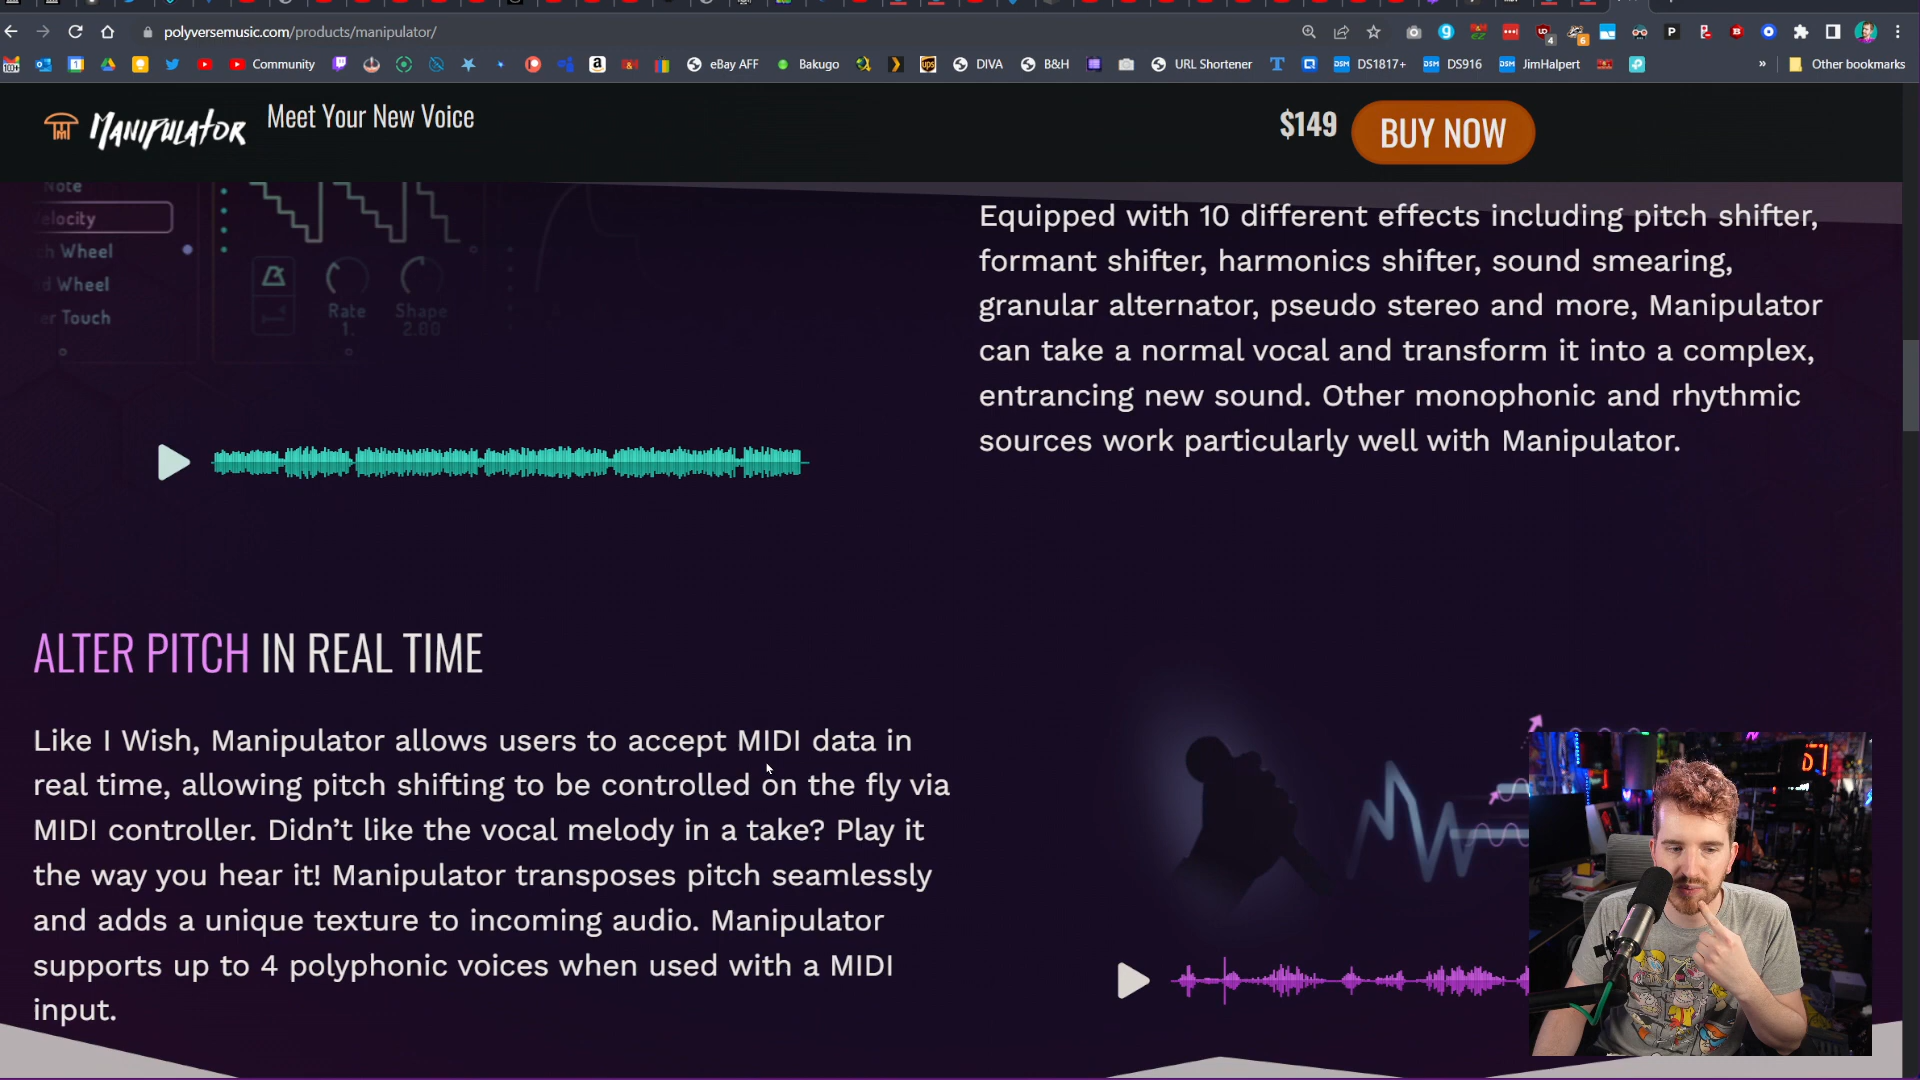 polyversemusic.com/products/manipulator/
Community
eBay AFF
Bakugo
DIVA
B&H
URL Shortener
DS1817+
DS916
JimHalpert
»
Other bookmarks
MANIPULATOR
Meet Your New Voice
$149
BUY NOW
Note
Velocity
ch Wheel
d Wheel
er Touch
Rate
1.
Shape
2.00
Equipped with 10 different effects including pitch shifter,
formant shifter, harmonics shifter, sound smearing,
granular alternator, pseudo stereo and more, Manipulator
can take a normal vocal and transform it into a complex,
entrancing new sound. Other monophonic and rhythmic
sources work particularly well with Manipulator.
ALTER PITCH IN REAL TIME
Like I Wish, Manipulator allows users to accept MIDI data in
real time, allowing pitch shifting to be controlled on the fly via
MIDI controller. Didn't like the vocal melody in a take? Play it
the way you hear it! Manipulator transposes pitch seamlessly
and adds a unique texture to incoming audio. Manipulator
supports up to 4 polyphonic voices when used with a MIDI
input.